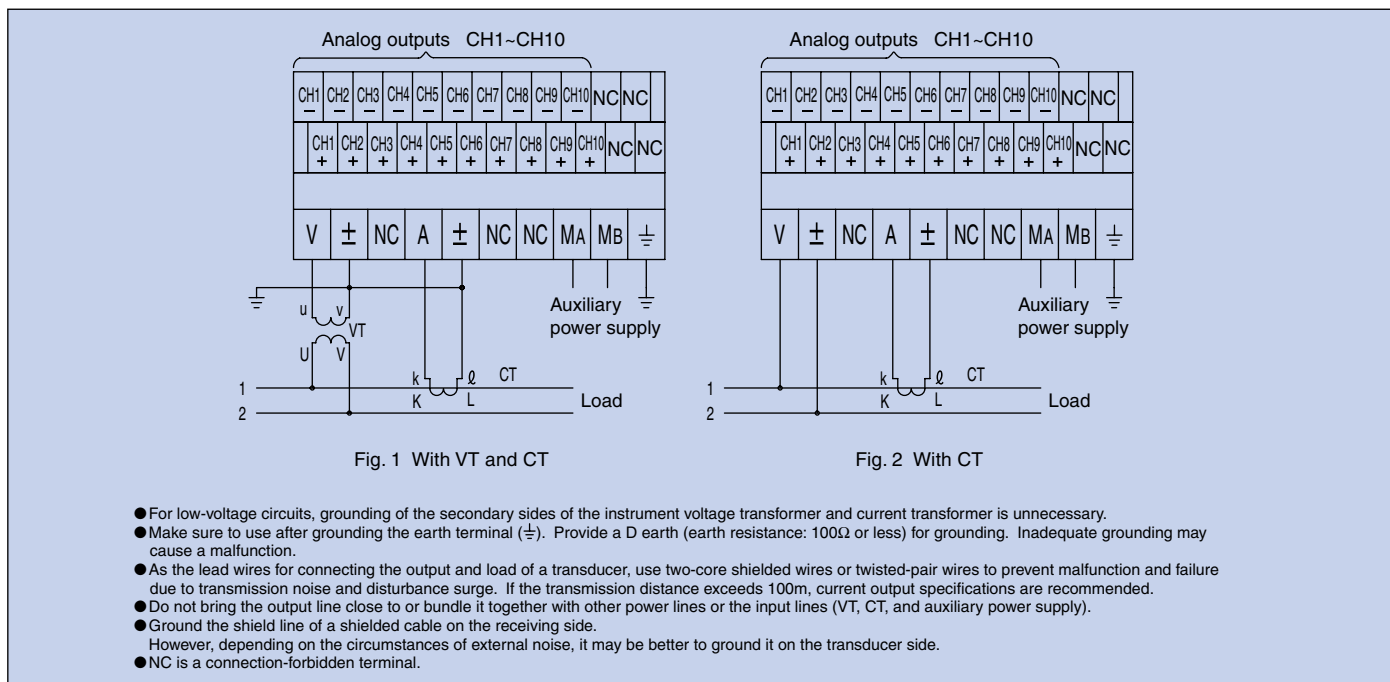 Analog outputs CH1~CH10
CH1 CH2 CH3 CH4 CH5 CH6 CH7 CH8 CH9 CH10 NC NC
− − − − − − − − − −
CH1 CH2 CH3 CH4 CH5 CH6 CH7 CH8 CH9 CH10 NC NC
+ + + + + + + + + +
V ± NC A ± NC NC MA MB ⏚
u v
VT
U V
Auxiliary
power supply
k ℓ CT
1
K L
Load
2
Fig. 1 With VT and CT
Analog outputs CH1~CH10
CH1 CH2 CH3 CH4 CH5 CH6 CH7 CH8 CH9 CH10 NC NC
− − − − − − − − − −
CH1 CH2 CH3 CH4 CH5 CH6 CH7 CH8 CH9 CH10 NC NC
+ + + + + + + + + +
V ± NC A ± NC NC MA MB ⏚
Auxiliary
power supply
k ℓ CT
1
K L
Load
2
Fig. 2 With CT
●For low-voltage circuits, grounding of the secondary sides of the instrument voltage transformer and current transformer is unnecessary.
●Make sure to use after grounding the earth terminal (⏚). Provide a D earth (earth resistance: 100Ω or less) for grounding. Inadequate grounding may
cause a malfunction.
●As the lead wires for connecting the output and load of a transducer, use two-core shielded wires or twisted-pair wires to prevent malfunction and failure
due to transmission noise and disturbance surge. If the transmission distance exceeds 100m, current output specifications are recommended.
●Do not bring the output line close to or bundle it together with other power lines or the input lines (VT, CT, and auxiliary power supply).
●Ground the shield line of a shielded cable on the receiving side.
However, depending on the circumstances of external noise, it may be better to ground it on the transducer side.
●NC is a connection-forbidden terminal.